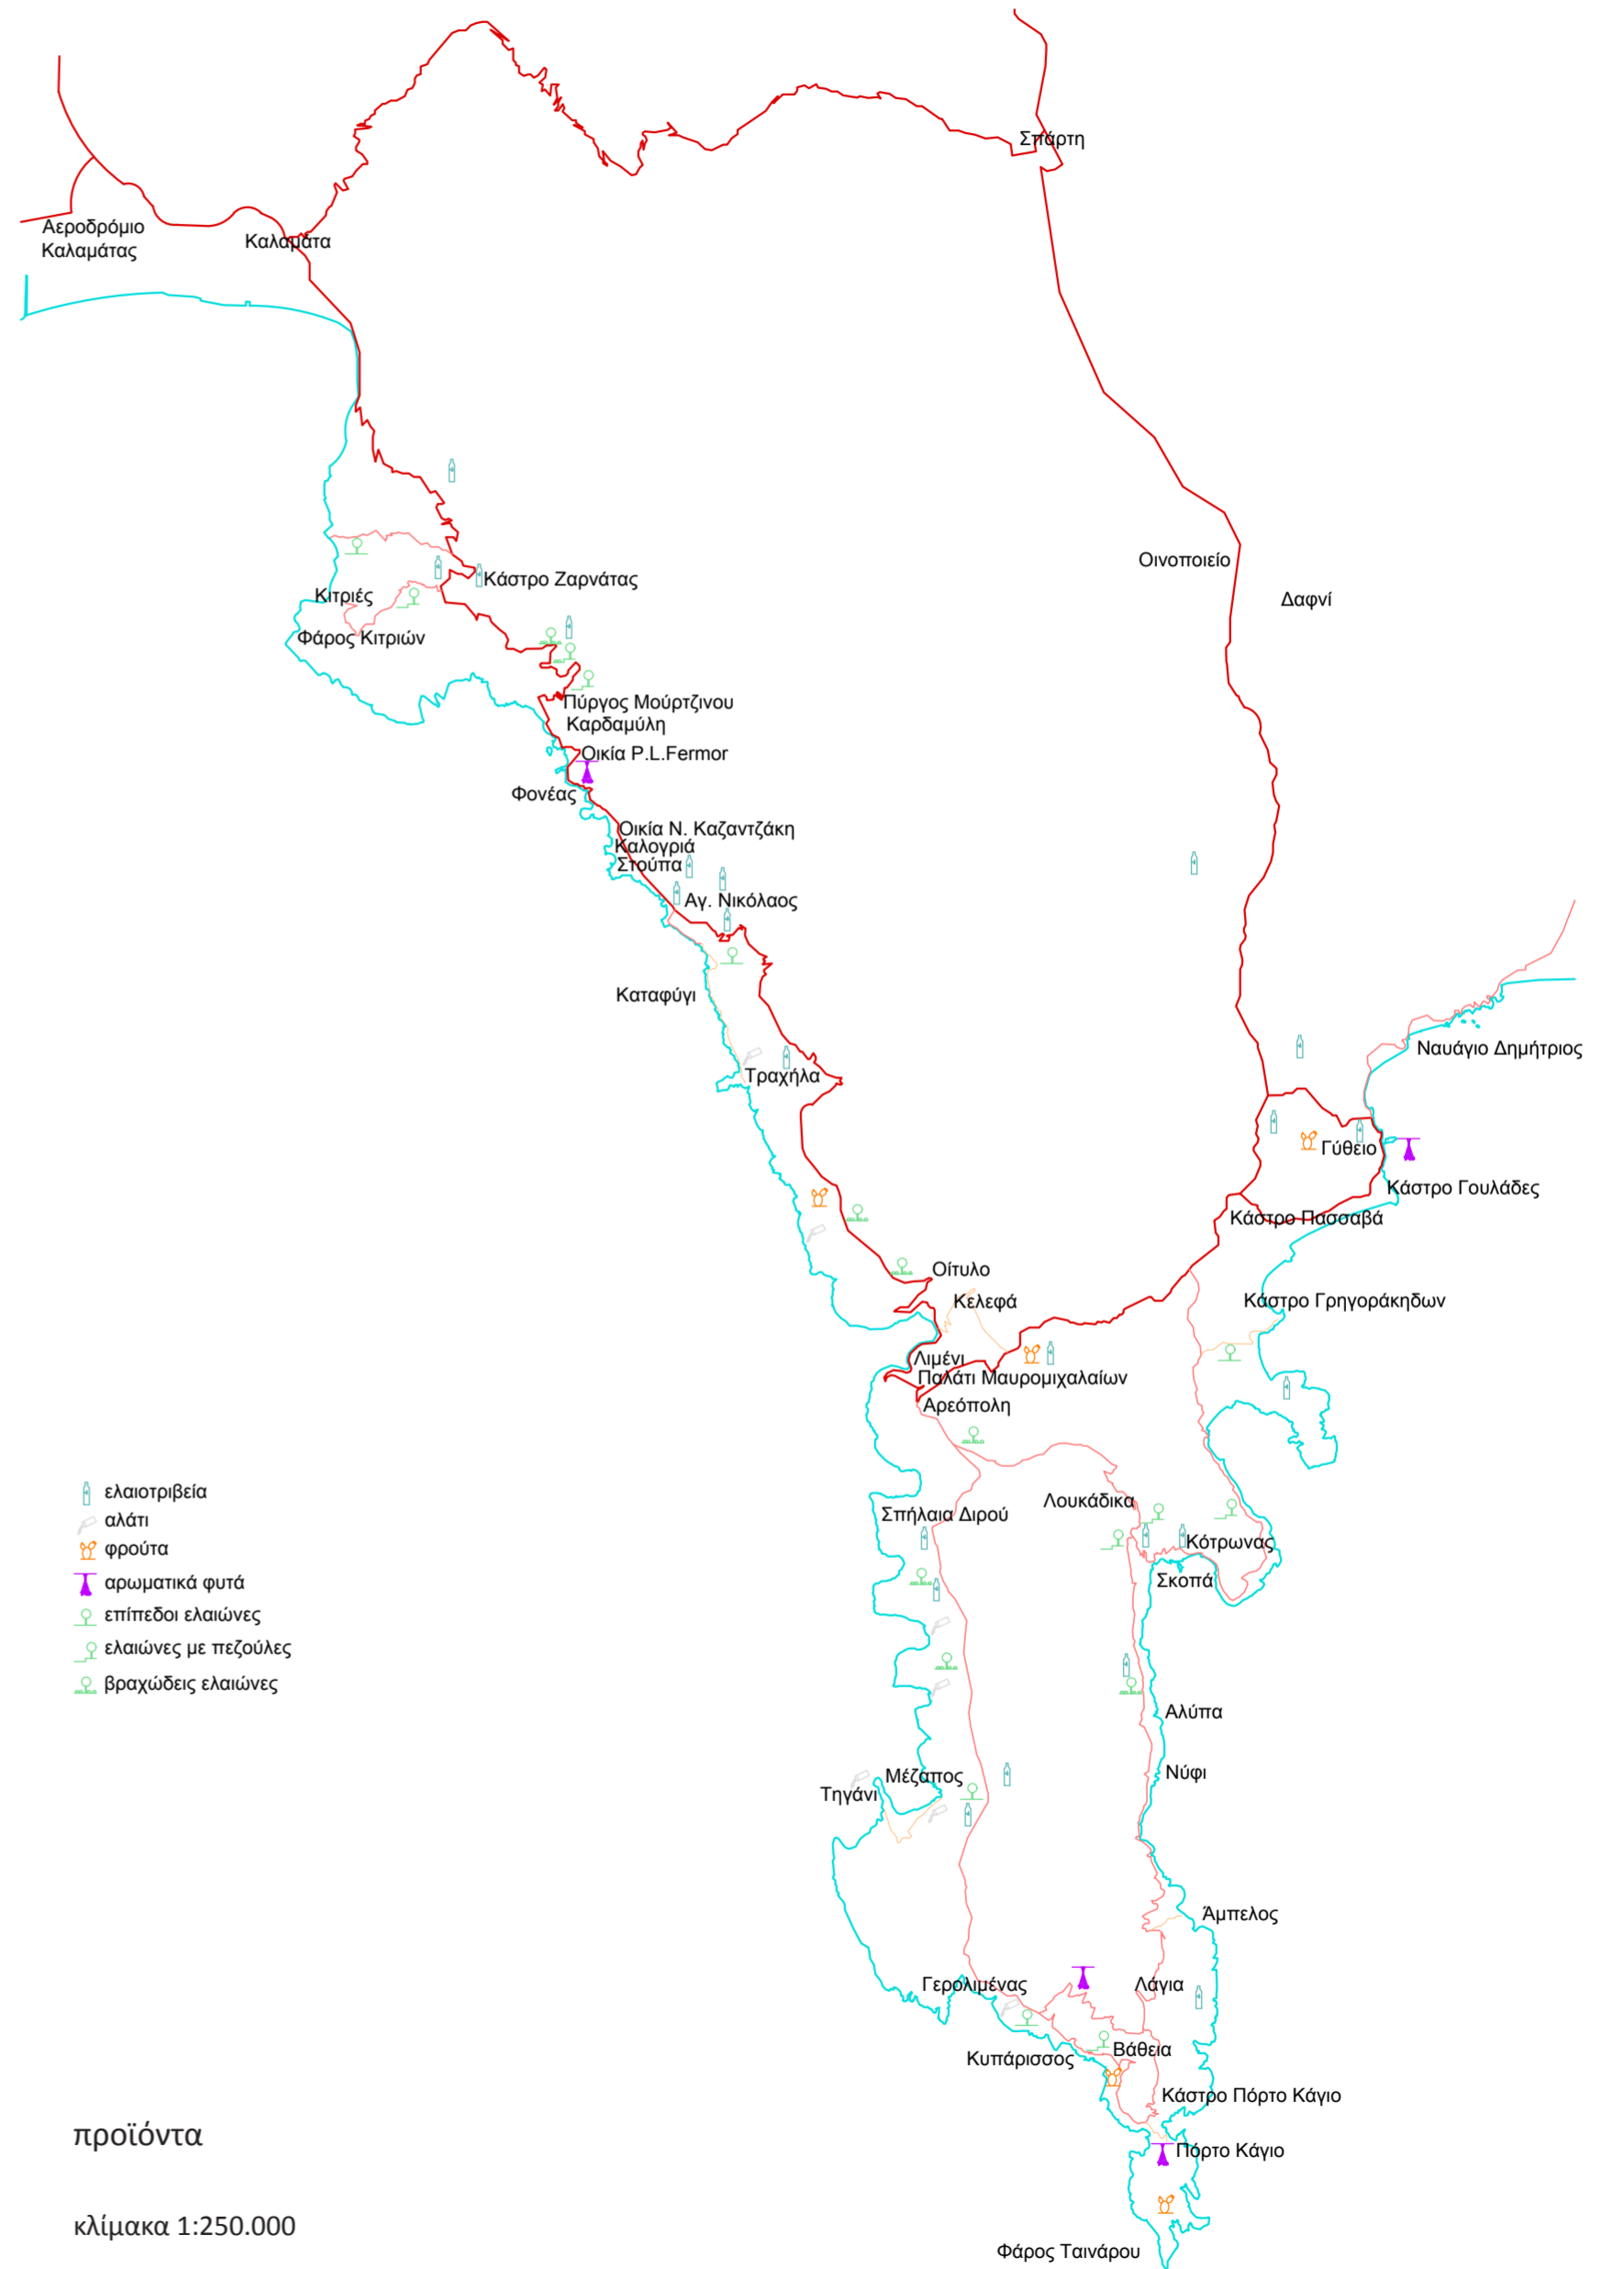 Σπάρτη
Αεροδρόμιο
Καλαμάτας
Καλαμάτα
Οινοποιείο
Δαφνί
Κάστρο Ζαρνάτας
Κιτριές
Φάρος Κιτριών
Πύργος Μούρτζινου
Καρδαμύλη
Οικία P.L.Fermor
Φονέας
Οικία Ν. Καζαντζάκη
Καλογριά
Στούπα
Αγ. Νικόλαος
Καταφύγι
Ναυάγιο Δημήτριος
Τραχήλα
Γύθειο
Κάστρο Γουλάδες
Κάστρο Πασσαβά
Οίτυλο
Κελεφά
Κάστρο Γρηγοράκηδων
Λιμένι
Παλάτι Μαυρομιχαλαίων
Αρεόπολη
Λουκάδικα
Σπήλαια Διρού
Κότρωνας
Σκοπά
ελαιοτριβεία
αλάτι
φρούτα
αρωματικά φυτά
επίπεδοι ελαιώνες
ελαιώνες με πεζούλες
βραχώδεις ελαιώνες
Αλύπα
Νύφι
Μέζαπος
Τηγάνι
Άμπελος
Γερολιμένας
Λάγια
Βάθεια
Κυπάρισσος
Κάστρο Πόρτο Κάγιο
Πόρτο Κάγιο
Φάρος Ταινάρου
προϊόντα
κλίμακα 1:250.000